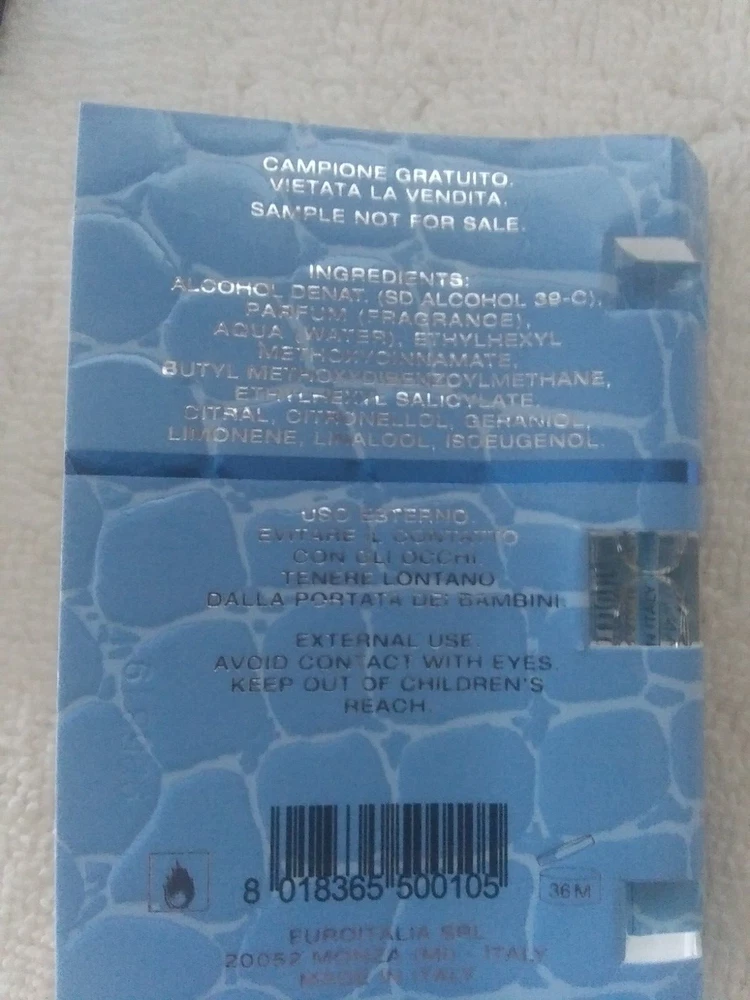 CAMPIONE GRATUITO.
VIETATA LA VENDITA.
SAMPLE NOT FOR SALE.
INGREDIENTS:
ALCOHOL DENAT. (SD ALCOHOL 39-C),
PARFUM (FRAGRANCE),
AQUA (WATER), ETHYLHEXYL
METHOXYCINNAMATE,
BUTYL METHOXYDIBENZOYLMETHANE,
ETHYLHEXYL SALICYLATE.
CITRAL, CITRONELLOL, GERANIOL,
LIMONENE, LINALOOL, ISOEUGENOL.
USO ESTERNO.
EVITARE IL CONTATTO
CON GLI OCCHI
TENERE LONTANO
DALLA PORTATA DEI BAMBINI.
N ITALY
EXTERNAL USE.
AVOID CONTACT WITH EYES.
KEEP OUT OF CHILDREN'S
REACH.
8 018365 500105
36 M
EUROITALIA SRL
20052 MONZA (MI) - ITALY
MADE IN ITALY